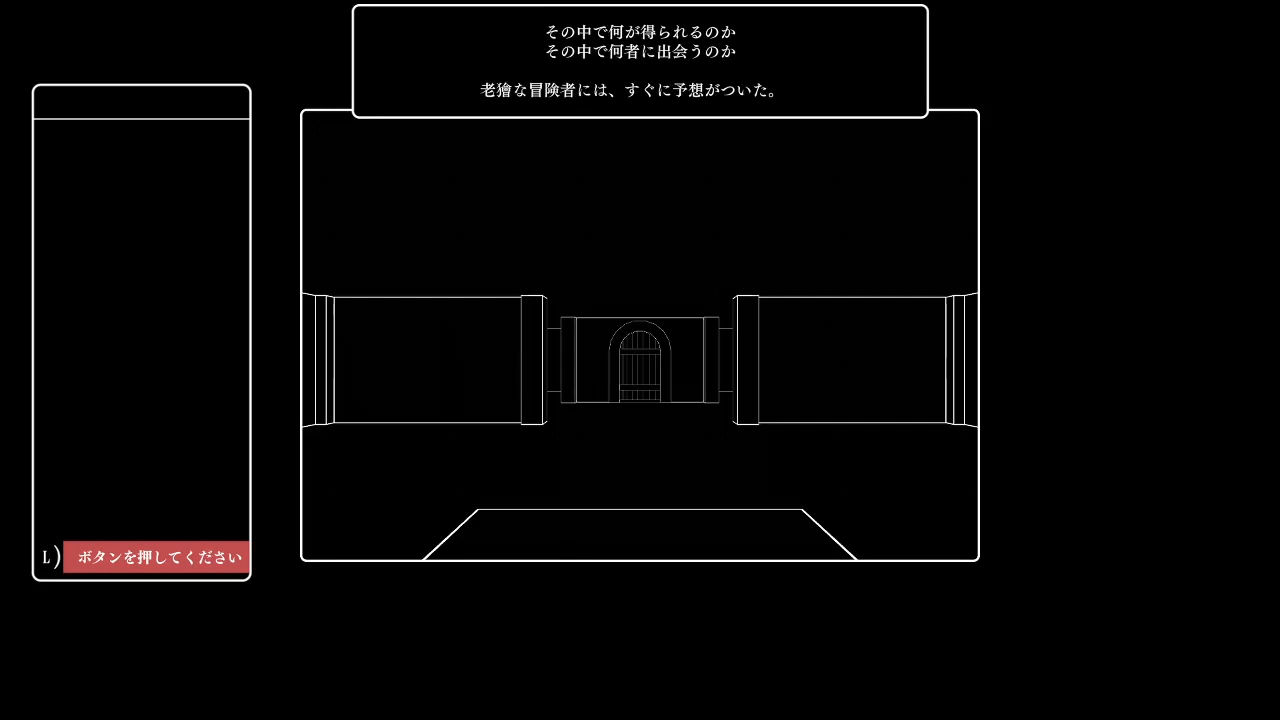 その中で何が得られるのか
その中で何者に出会うのか
老獪な冒険者には、すぐに予想がついた。
L) ボタンを押してください